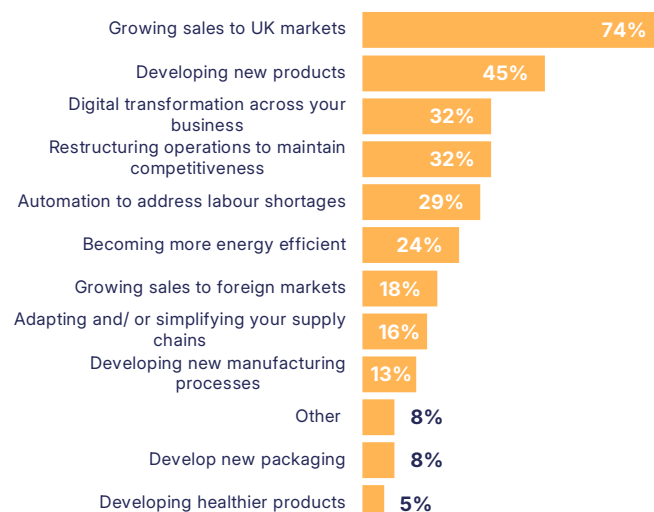 Growing sales to UK markets 74%
Developing new products 45%
Digital transformation across your
business 32%
Restructuring operations to maintain
competitiveness 32%
Automation to address labour shortages 29%
Becoming more energy efficient 24%
Growing sales to foreign markets 18%
Adapting and/ or simplifying your supply
chains 16%
Developing new manufacturing
processes 13%
Other 8%
Develop new packaging 8%
Developing healthier products 5%